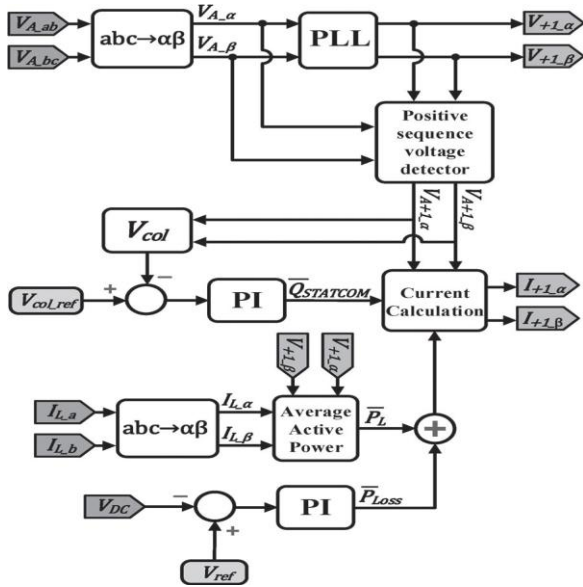 V_A_ab
V_A_bc
abc→αβ
V_A_α
V_A_β
PLL
V_+1_α
V_+1_β
Positive
sequence
voltage
detector
V_A+1_α
V_A+1_β
V_col
V_col_ref
+
−
PI
Q̅_STATCOM
Current
Calculation
I_+1_α
I_+1_β
V_+1_β
V_+1_α
I_L_a
I_L_b
abc→αβ
I_L_α
I_L_β
Average
Active
Power
P̅_L
+
V_DC
−
+
PI
P̅_Loss
V_ref